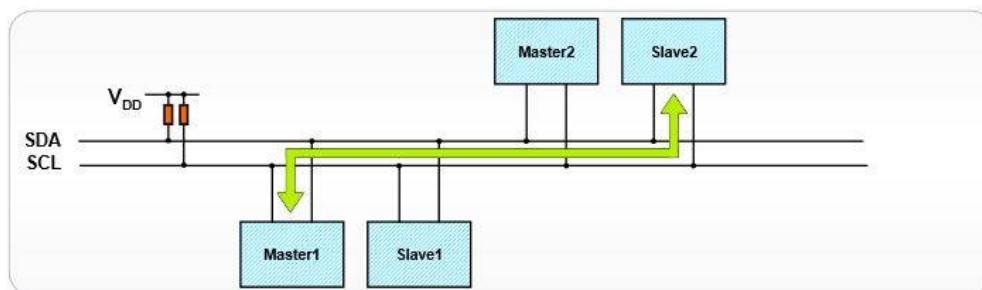 Master2
Slave2
VDD
SDA
SCL
Master1
Slave1